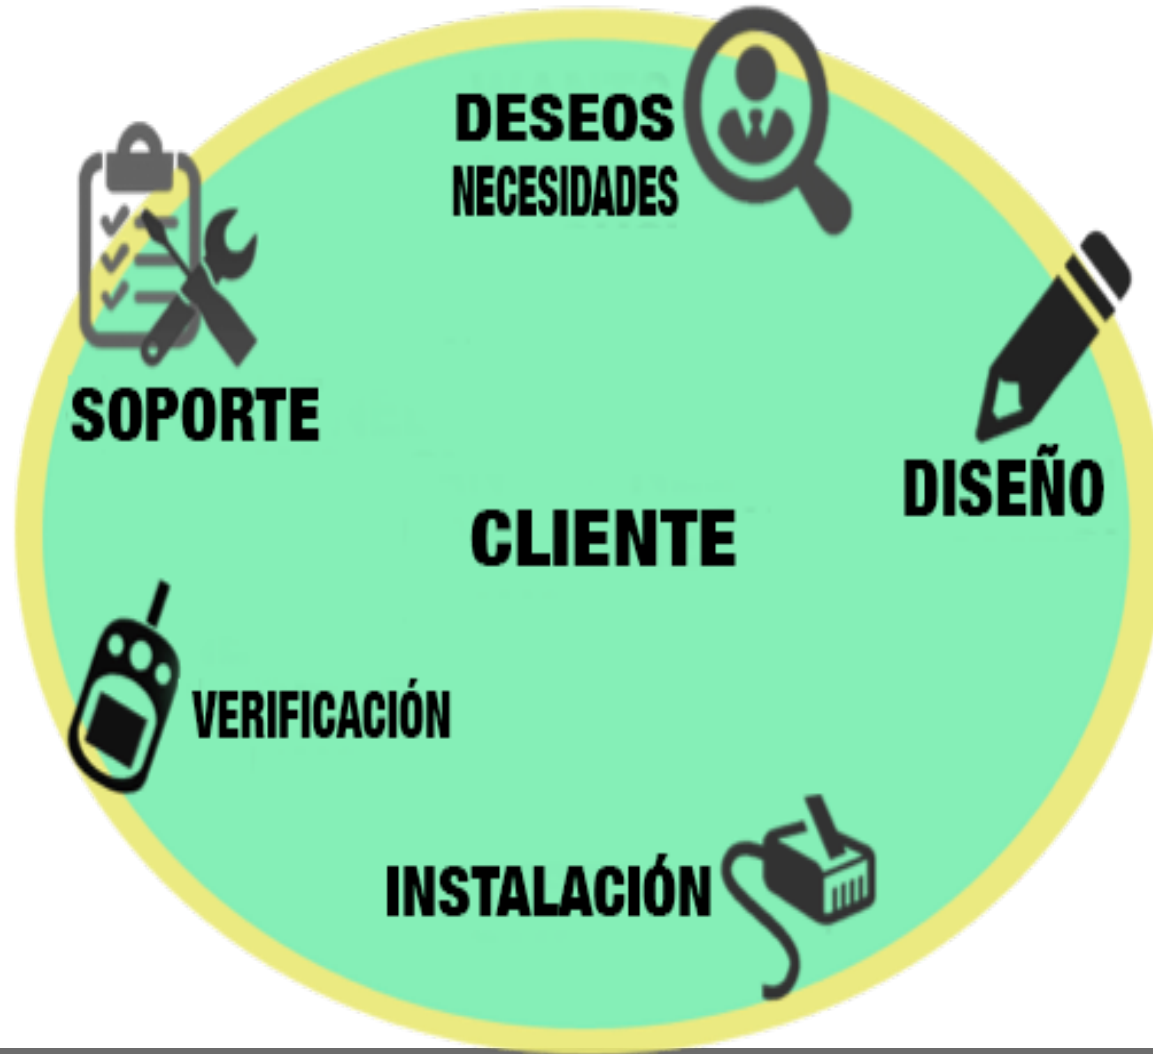 DESEOS
NECESIDADES
SOPORTE
DISEÑO
CLIENTE
VERIFICACIÓN
INSTALACIÓN